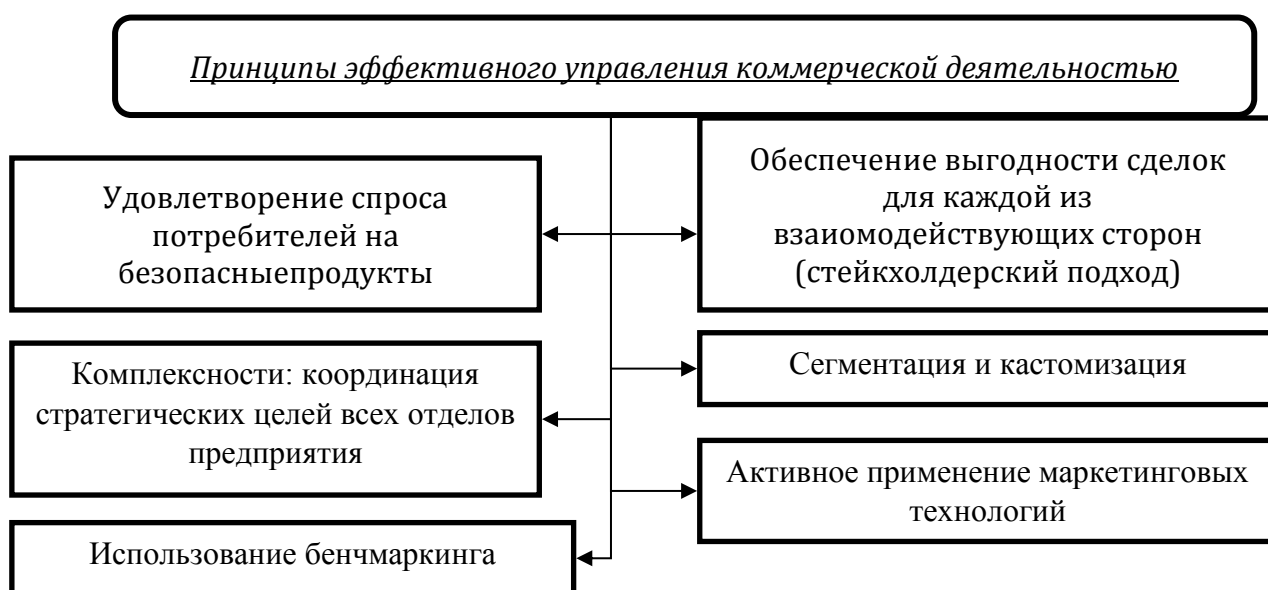 Принципы эффективного управления коммерческой деятельностью
Удовлетворение спроса
потребителей на
безопасныепродукты
Обеспечение выгодности сделок
для каждой из
взаиомодействующих сторон
(стейкхолдерский подход)
Комплексности: координация
стратегических целей всех отделов
предприятия
Сегментация и кастомизация
Активное применение маркетинговых
технологий
Использование бенчмаркинга